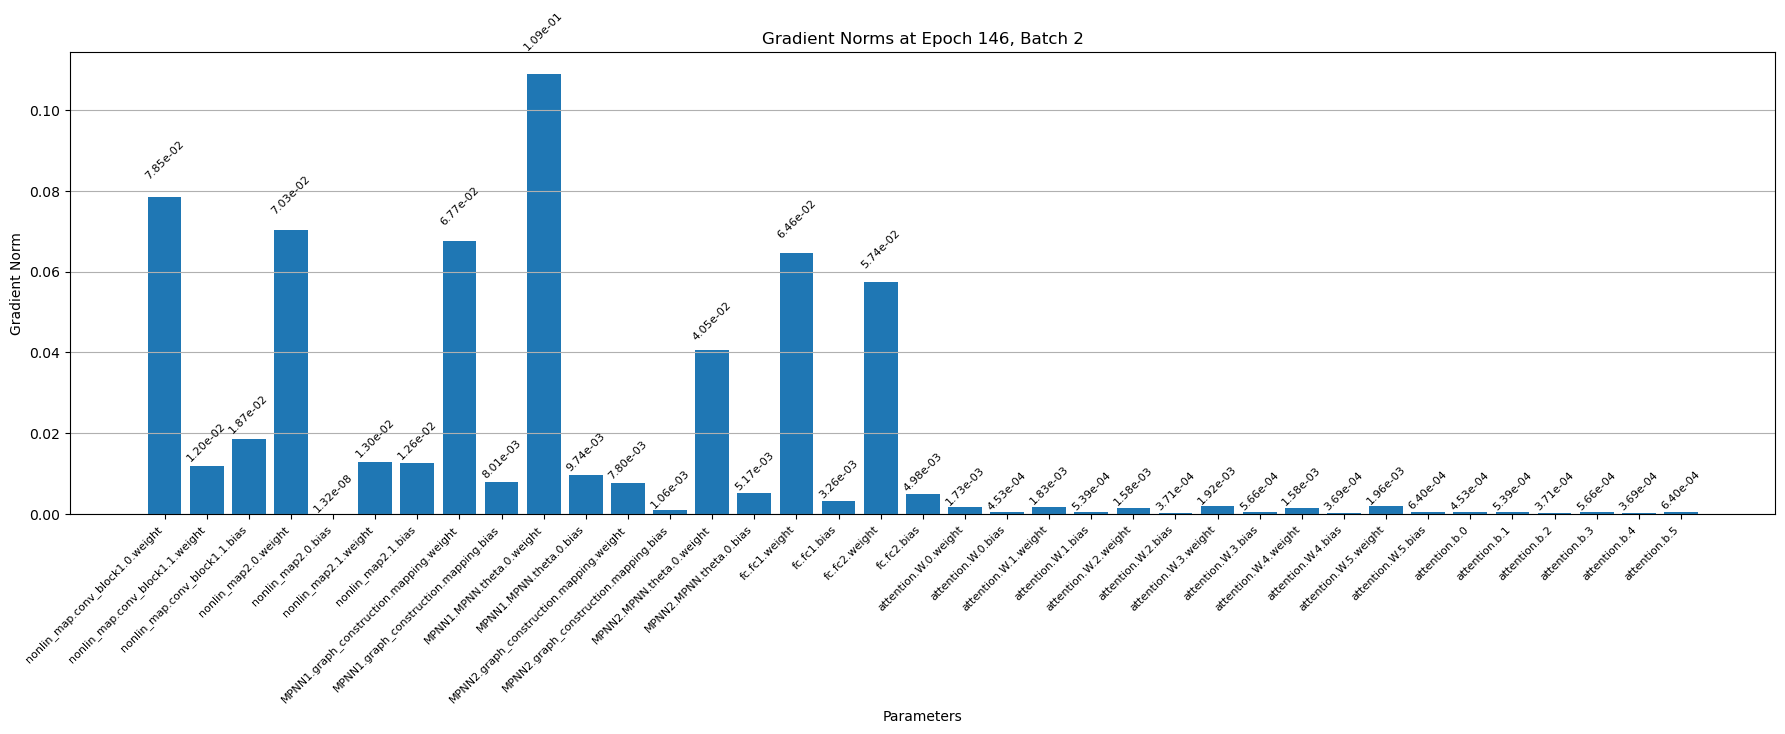 Gradient Norms at Epoch 146, Batch 2
Gradient Norm
0.10
0.08
0.06
0.04
0.02
0.00
7.85e-02
1.20e-02
1.87e-02
7.03e-02
1.32e-08
1.30e-02
1.26e-02
6.77e-02
8.01e-03
1.09e-01
9.74e-03
7.80e-03
1.06e-03
4.05e-02
5.17e-03
6.46e-02
3.26e-03
5.74e-02
4.98e-03
1.73e-03
4.53e-04
1.83e-03
5.39e-04
1.58e-03
3.71e-04
1.92e-03
5.66e-04
1.58e-03
3.69e-04
1.96e-03
6.40e-04
4.53e-04
5.39e-04
3.71e-04
5.66e-04
3.69e-04
6.40e-04
nonlin_map.conv_block1.0.weight
nonlin_map.conv_block1.1.weight
nonlin_map.conv_block1.1.bias
nonlin_map2.0.weight
nonlin_map2.0.bias
nonlin_map2.1.weight
nonlin_map2.1.bias
MPNN1.graph_construction.mapping.weight
MPNN1.graph_construction.mapping.bias
MPNN1.MPNN.theta.0.weight
MPNN1.MPNN.theta.0.bias
MPNN2.graph_construction.mapping.weight
MPNN2.graph_construction.mapping.bias
MPNN2.MPNN.theta.0.weight
MPNN2.MPNN.theta.0.bias
fc.fc1.weight
fc.fc1.bias
fc.fc2.weight
fc.fc2.bias
attention.W.0.weight
attention.W.0.bias
attention.W.1.weight
attention.W.1.bias
attention.W.2.weight
attention.W.2.bias
attention.W.3.weight
attention.W.3.bias
attention.W.4.weight
attention.W.4.bias
attention.W.5.weight
attention.W.5.bias
attention.b.0
attention.b.1
attention.b.2
attention.b.3
attention.b.4
attention.b.5
Parameters